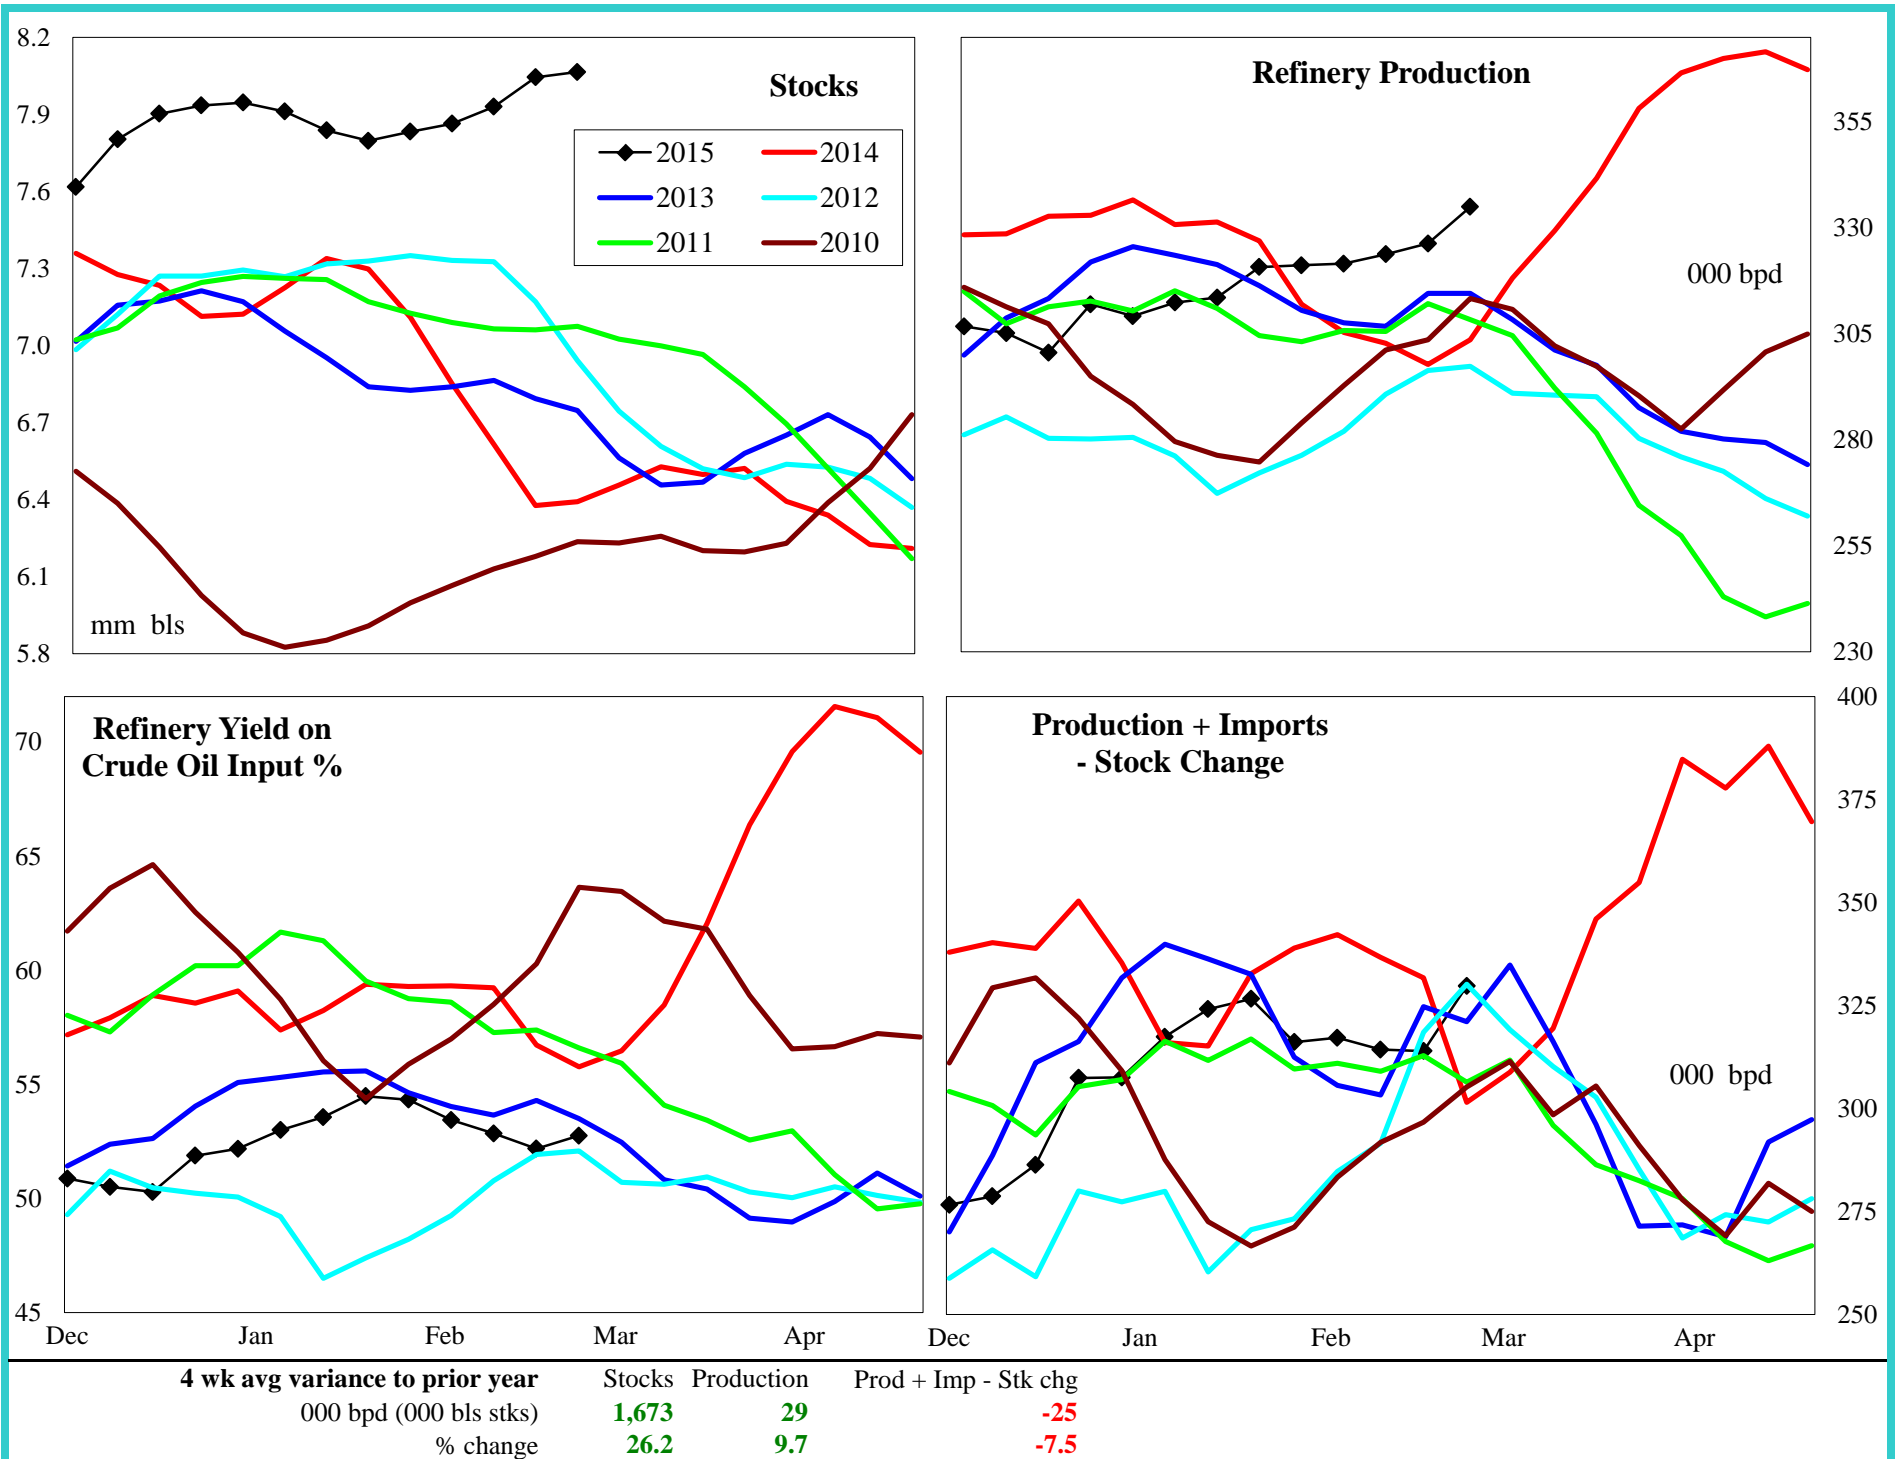 Stocks
8.2
7.9
7.6
7.3
7.0
6.7
6.4
6.1
5.8
2015 2014
2013 2012
2011 2010
mm bls
Refinery Production
000 bpd
355
330
305
280
255
230
Refinery Yield on
Crude Oil Input %
70
65
60
55
50
45
Dec Jan Feb Mar Apr
Production + Imports
- Stock Change
000 bpd
400
375
350
325
300
275
250
Dec Jan Feb Mar Apr
4 wk avg variance to prior year Stocks Production Prod + Imp - Stk chg
000 bpd (000 bls stks) 1,673 29 -25
% change 26.2 9.7 -7.5